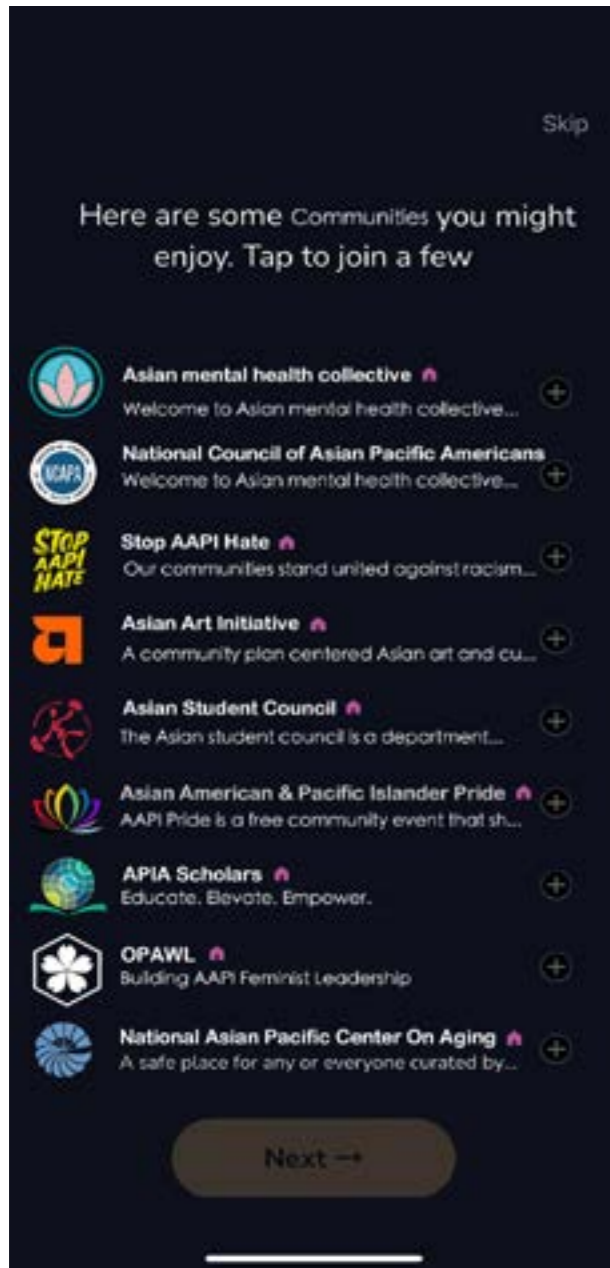 Skip
Here are some Communities you might
enjoy. Tap to join a few
Asian mental health collective
Welcome to Asian mental health collective...
NCAPA
National Council of Asian Pacific Americans
Welcome to Asian mental health collective...
STOP
AAPI
HATE
Stop AAPI Hate
Our communities stand united against racism...
Asian Art Initiative
A community plan centered Asian art and cu...
Asian Student Council
The Asian student council is a department...
Asian American & Pacific Islander Pride
AAPI Pride is a free community event that sh...
APIA Scholars
Educate. Elevate. Empower.
OPAWL
Building AAPI Feminist Leadership
National Asian Pacific Center On Aging
A safe place for any or everyone curated by...
Next →